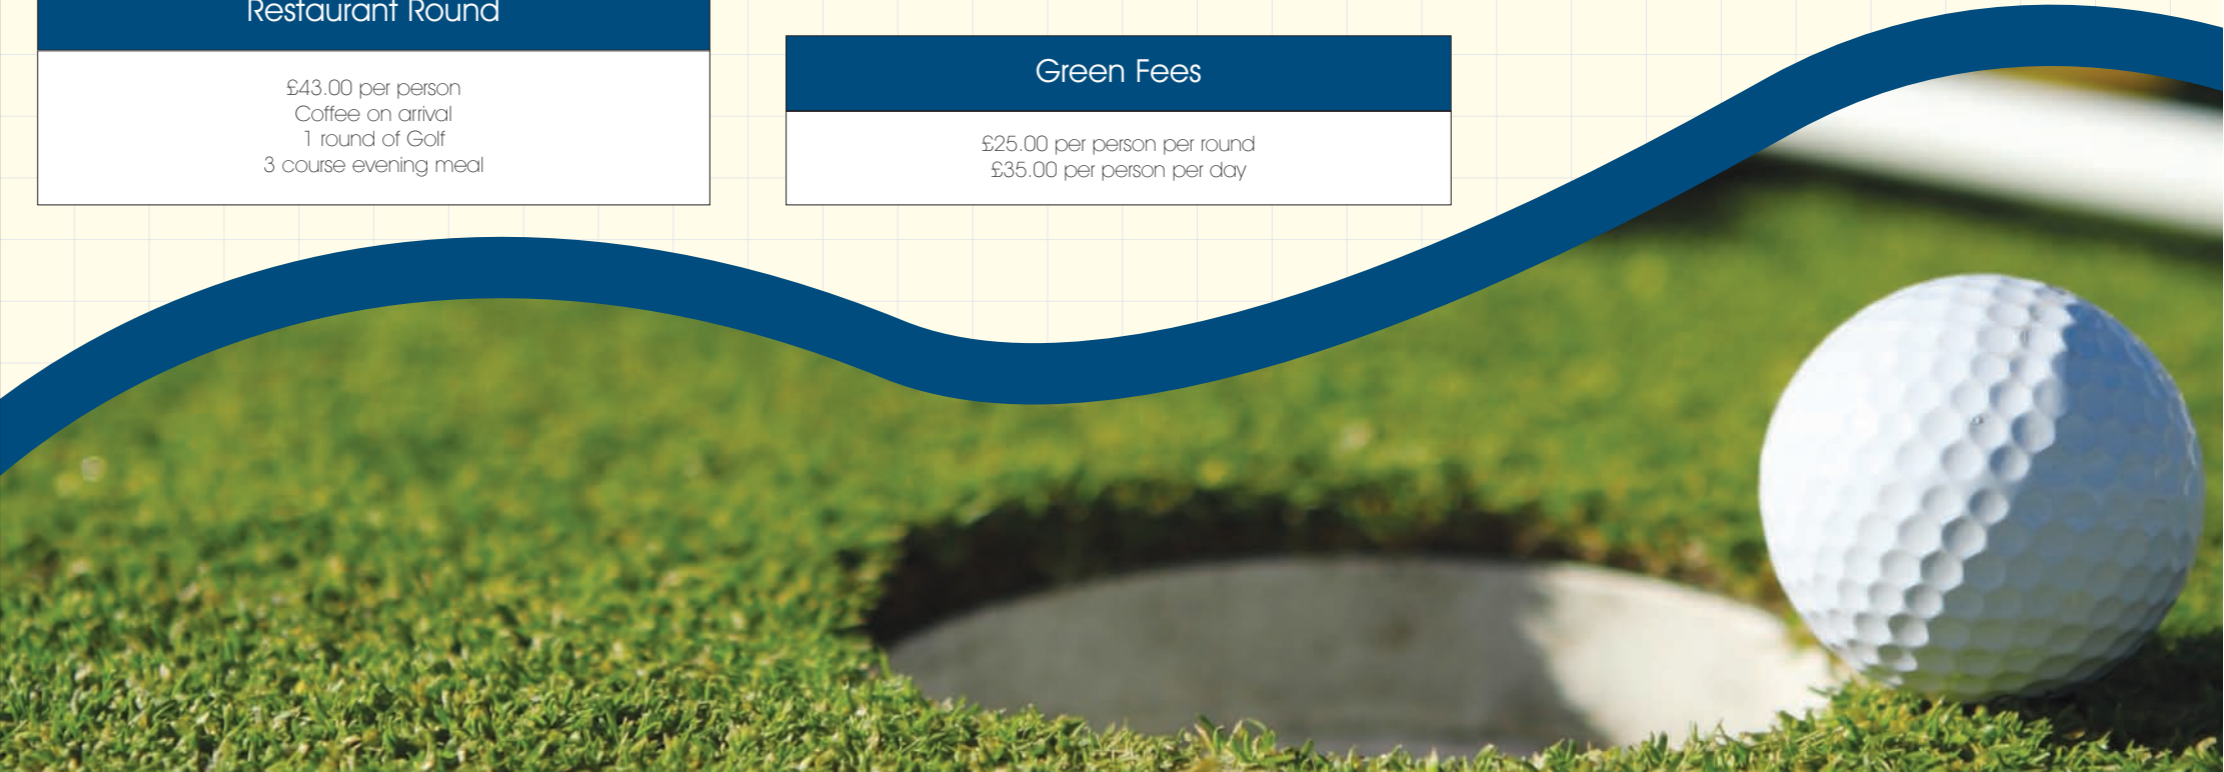 Restaurant Round
£43.00 per person
Coffee on arrival
1 round of Golf
3 course evening meal
Green Fees
£25.00 per person per round
£35.00 per person per day